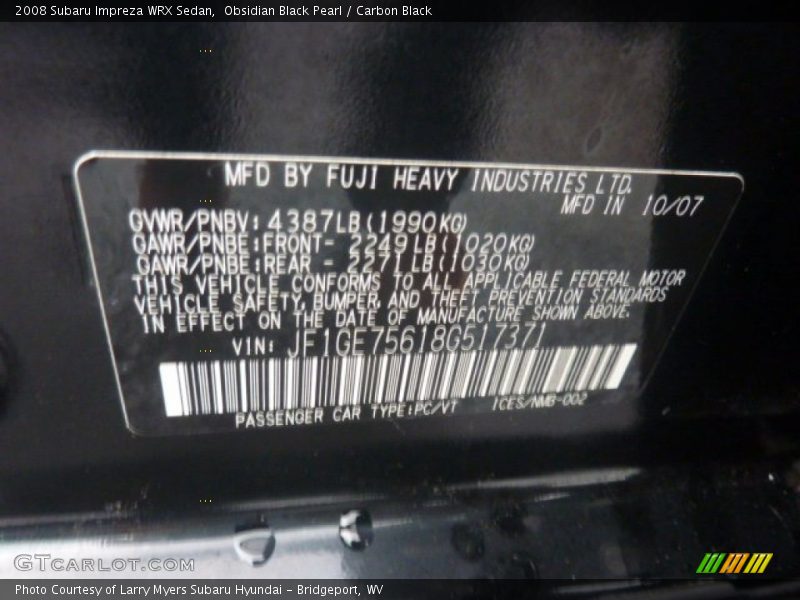 2008 Subaru Impreza WRX Sedan,  Obsidian Black Pearl / Carbon Black
MFD BY FUJI HEAVY INDUSTRIES LTD.
MFD IN 10/07
GVWR/PNBV: 4387LB(1990KG)
GAWR/PNBE:FRONT- 2249LB(1020KG)
GAWR/PNBE:REAR - 2271LB(1030KG)
THIS VEHICLE CONFORMS TO ALL APPLICABLE FEDERAL MOTOR
VEHICLE SAFETY, BUMPER, AND THEFT PREVENTION STANDARDS
IN EFFECT ON THE DATE OF MANUFACTURE SHOWN ABOVE.
VIN: JF1GE75618G517371
PASSENGER CAR TYPE:PC/VT ICES/NMB-002
GTCARLOT.COM
Photo Courtesy of Larry Myers Subaru Hyundai – Bridgeport, WV